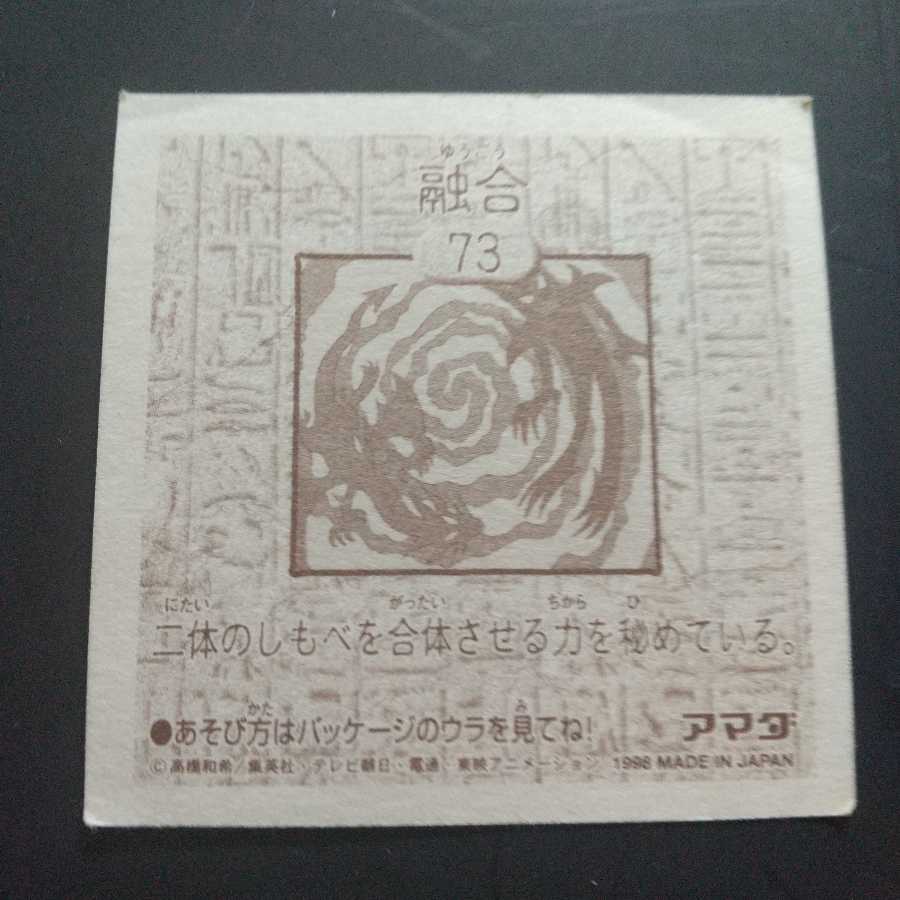 ゆうごう
融合
73
にたい がったい ちから ひ
二体のしもべを合体させる力を秘めている。
かた み
●あそび方はパッケージのウラを見てね!
アマダ
©高橋和希/集英社・テレビ朝日・電通 東映アニメーション 1998 MADE IN JAPAN